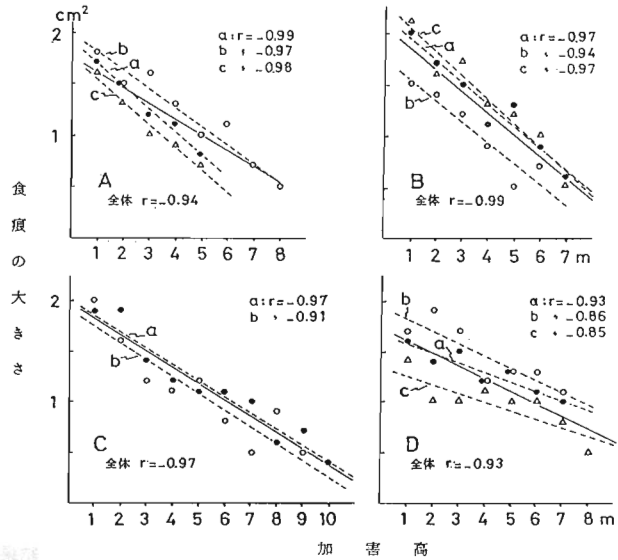 cm²
2
1
a : r = -0.99
b 〃 -0.97
c 〃 -0.98
b
a
c
A
全体 r = -0.94
1 2 3 4 5 6 7 8
a : r = -0.97
b 〃 -0.94
c 〃 -0.97
c
a
b
B
全体 r = -0.99
1 2 3 4 5 6 7 m
食痕の大きさ
2
1
a : r = -0.97
b 〃 -0.91
a
b
C
全体 r = -0.97
1 2 3 4 5 6 7 8 9 10
a : r = -0.93
b 〃 -0.86
c 〃 -0.85
b
a
c
D
全体 r = -0.93
1 2 3 4 5 6 7 8 m
加害高